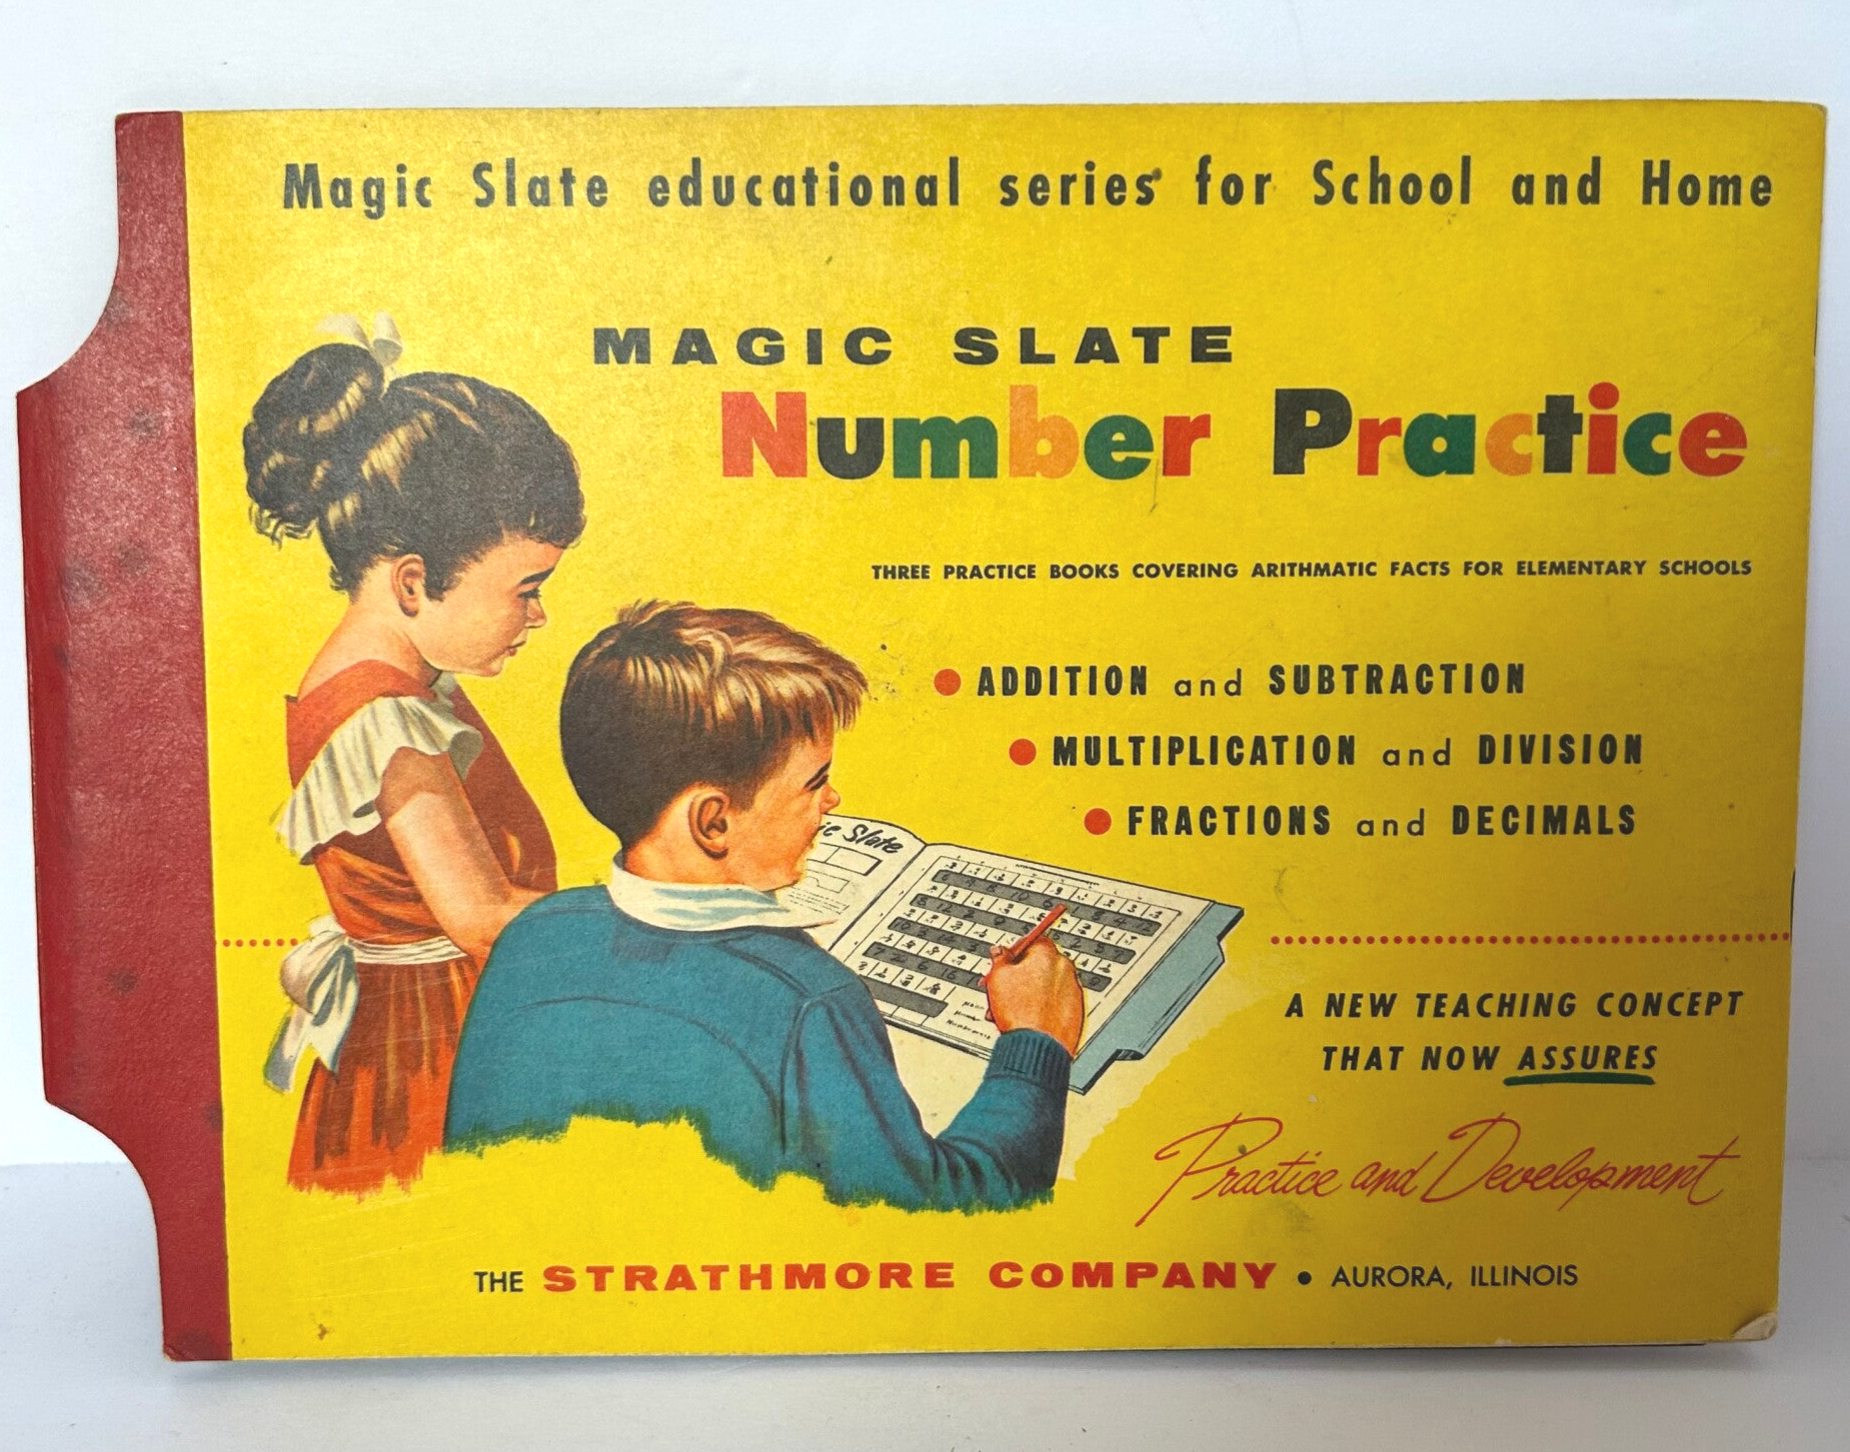 Magic Slate educational series for School and Home
MAGIC SLATE
Number Practice
THREE PRACTICE BOOKS COVERING ARITHMATIC FACTS FOR ELEMENTARY SCHOOLS
• ADDITION and SUBTRACTION
• MULTIPLICATION and DIVISION
• FRACTIONS and DECIMALS
ic Slate
A NEW TEACHING CONCEPT
THAT NOW ASSURES
Practice and Development
THE STRATHMORE COMPANY • AURORA, ILLINOIS